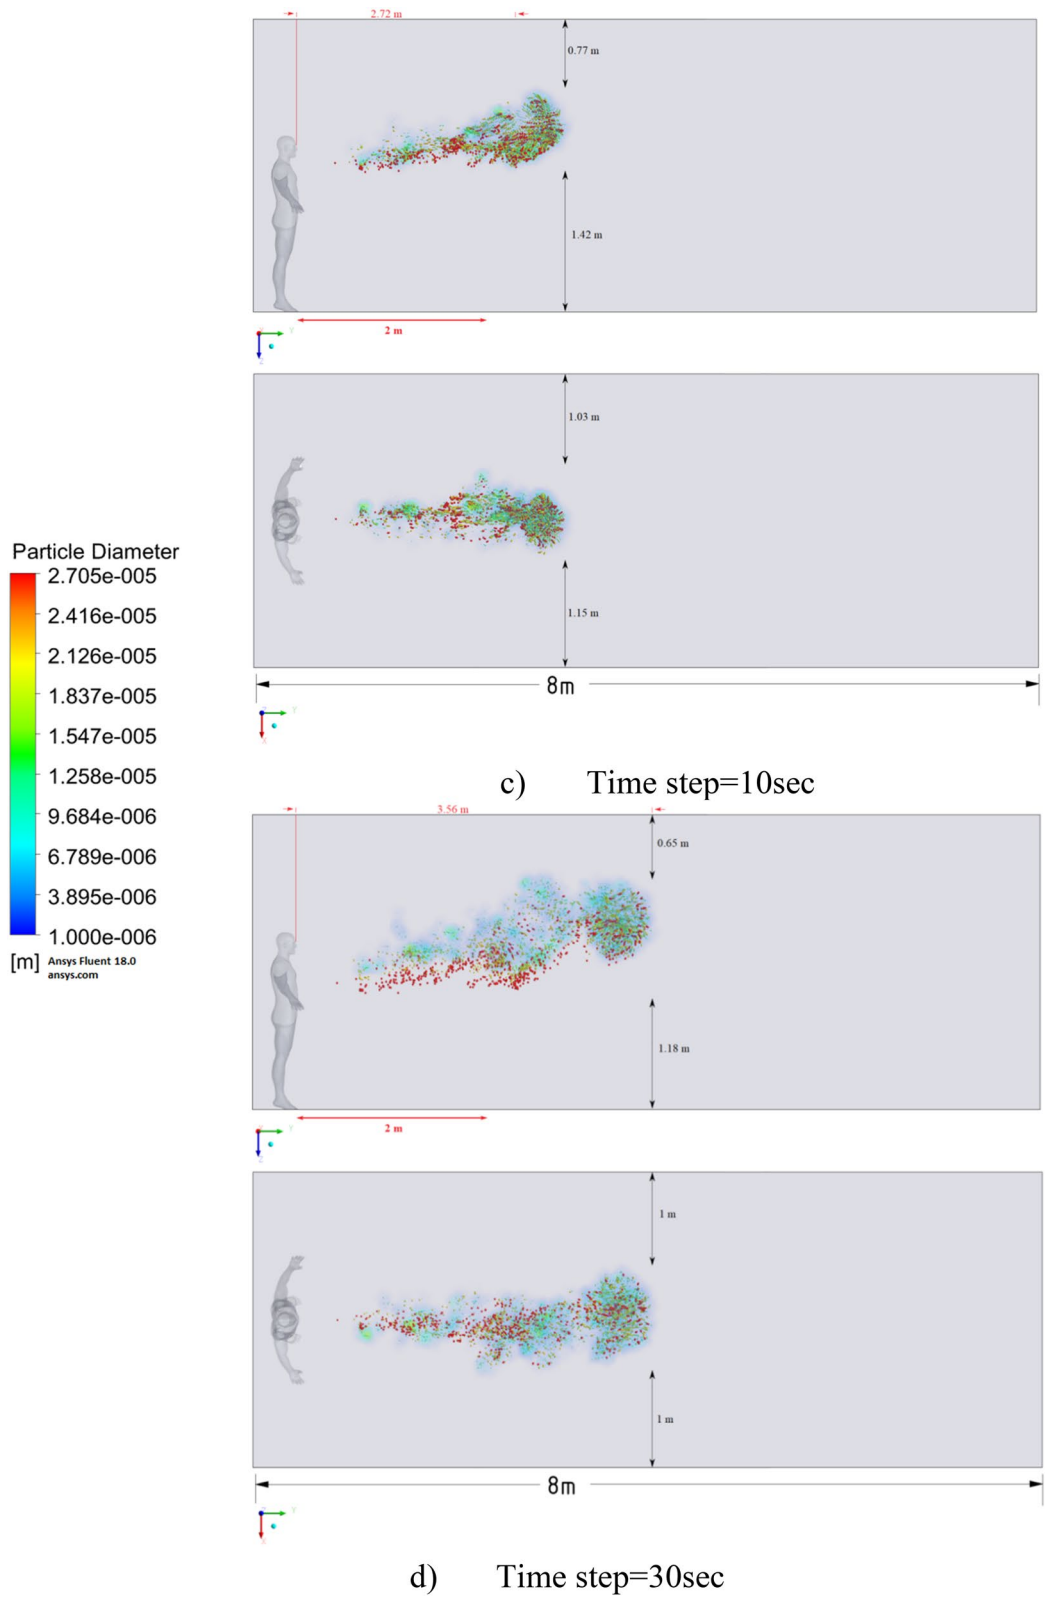 2.72 m
0.77 m
1.42 m
2 m
1.03 m
1.15 m
8m
Particle Diameter
2.705e-005
2.416e-005
2.126e-005
1.837e-005
1.547e-005
1.258e-005
9.684e-006
6.789e-006
3.895e-006
1.000e-006
[m] Ansys Fluent 18.0
ansys.com
c) Time step=10sec
3.56 m
0.65 m
1.18 m
2 m
1 m
1 m
8m
d) Time step=30sec